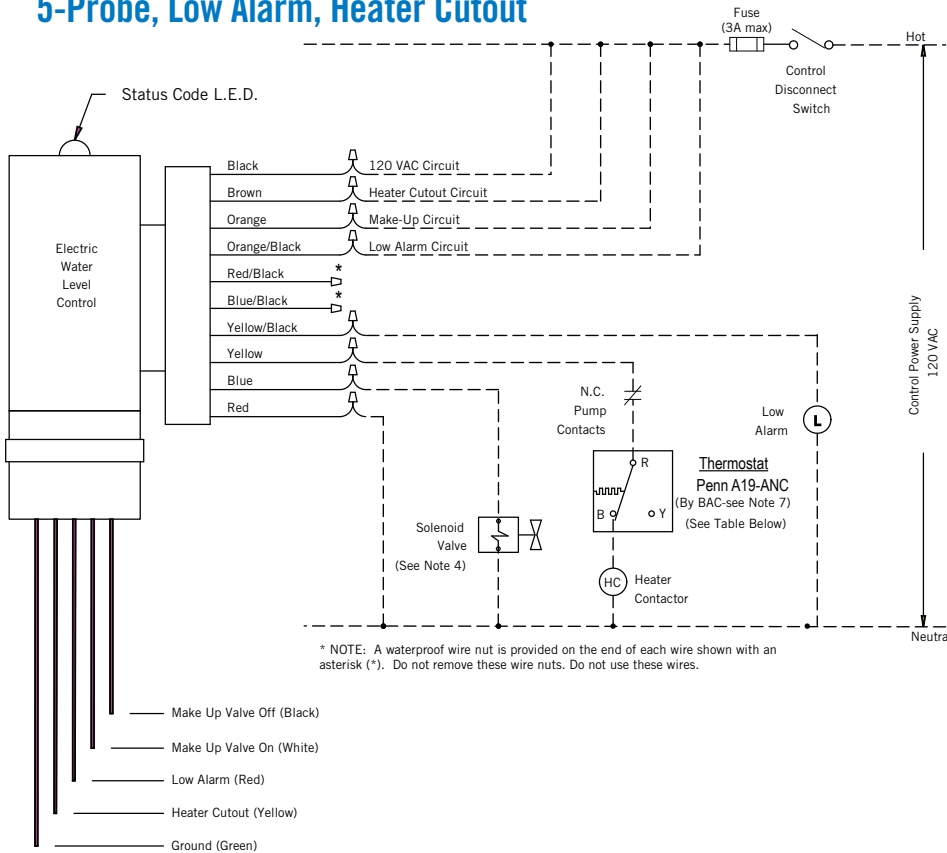 5-Probe, Low Alarm, Heater Cutout
Fuse
(3A max)
Hot
Control
Disconnect
Switch
Status Code L.E.D.
Black
120 VAC Circuit
Brown
Heater Cutout Circuit
Orange
Make-Up Circuit
Orange/Black
Low Alarm Circuit
Red/Black
*
Blue/Black
*
Yellow/Black
Yellow
Blue
Red
Electric
Water
Level
Control
Control Power Supply
120 VAC
N.C.
Pump
Contacts
Low
Alarm
L
R
B
Y
Thermostat
Penn A19-ANC
(By BAC-see Note 7)
(See Table Below)
Solenoid
Valve
(See Note 4)
HC
Heater
Contactor
Neutra
* NOTE: A waterproof wire nut is provided on the end of each wire shown with an
asterisk (*). Do not remove these wire nuts. Do not use these wires.
Make Up Valve Off (Black)
Make Up Valve On (White)
Low Alarm (Red)
Heater Cutout (Yellow)
Ground (Green)